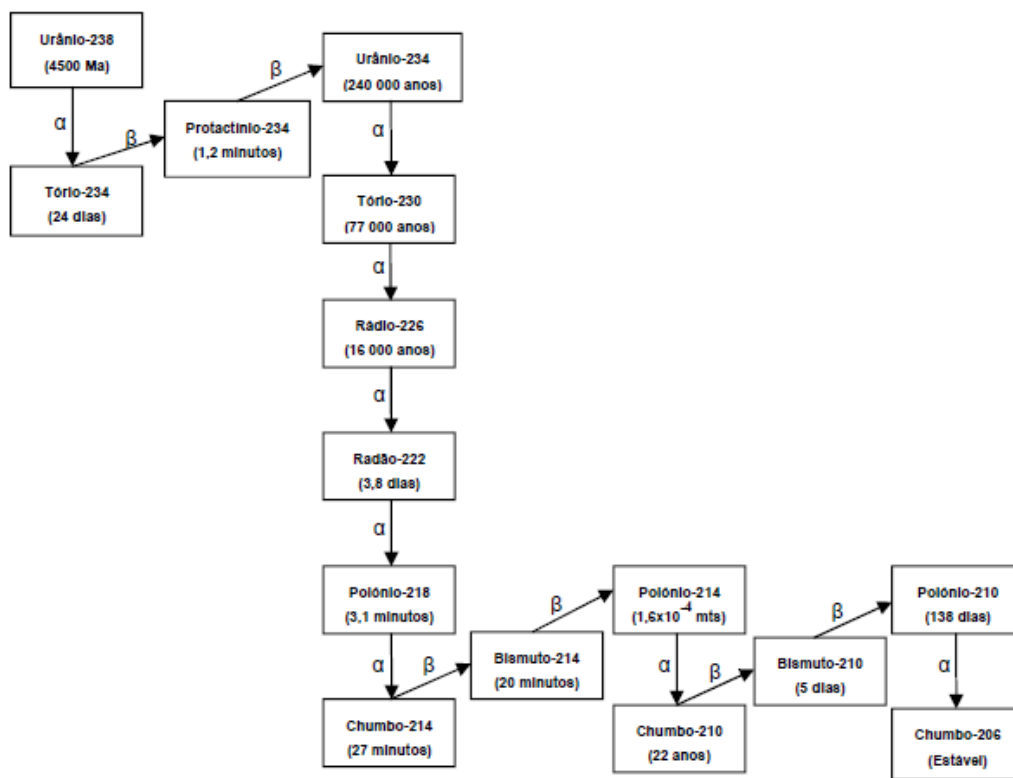 Urânio-238
(4500 Ma)
α
Tório-234
(24 dias)
β
Protactínio-234
(1,2 minutos)
β
Urânio-234
(240 000 anos)
α
Tório-230
(77 000 anos)
α
Rádio-226
(16 000 anos)
α
Radão-222
(3,8 dias)
α
Polónio-218
(3,1 minutos)
α
Chumbo-214
(27 minutos)
β
Bismuto-214
(20 minutos)
β
Polónio-214
(1,6x10⁻⁴ mts)
α
Chumbo-210
(22 anos)
β
Bismuto-210
(5 dias)
β
Polónio-210
(138 dias)
α
Chumbo-206
(Estável)